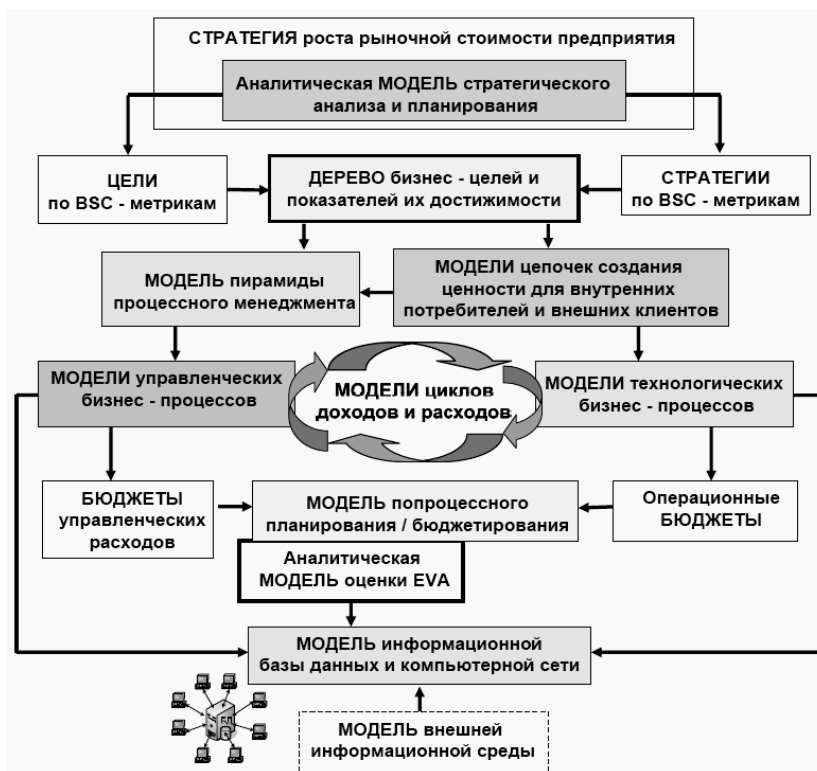 СТРАТЕГИЯ роста рыночной стоимости предприятия
Аналитическая МОДЕЛЬ стратегического
анализа и планирования
ЦЕЛИ
по BSC - метрикам
ДЕРЕВО бизнес - целей и
показателей их достижимости
СТРАТЕГИИ
по BSC - метрикам
МОДЕЛЬ пирамиды
процессного менеджмента
МОДЕЛИ цепочек создания
ценности для внутренних
потребителей и внешних клиентов
МОДЕЛИ управленческих
бизнес - процессов
МОДЕЛИ циклов
доходов и расходов
МОДЕЛИ технологических
бизнес - процессов
БЮДЖЕТЫ
управленческих
расходов
МОДЕЛЬ попроцессного
планирования / бюджетирования
Операционные
БЮДЖЕТЫ
Аналитическая
МОДЕЛЬ оценки EVA
МОДЕЛЬ информационной
базы данных и компьютерной сети
МОДЕЛЬ внешней
информационной среды